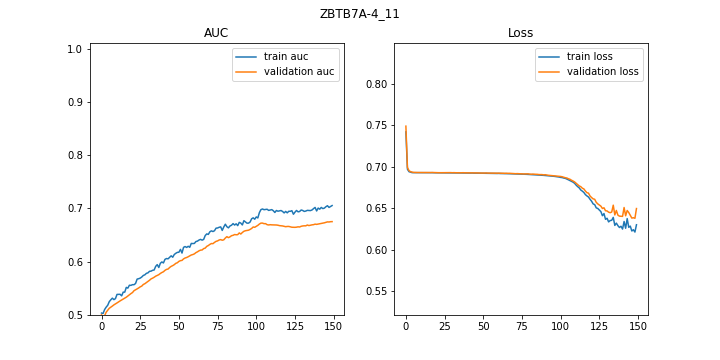 ZBTB7A-4_11
AUC
Loss
train auc
validation auc
train loss
validation loss
1.0
0.9
0.8
0.7
0.6
0.5
0 25 50 75 100 125 150
0.80
0.75
0.70
0.65
0.60
0.55
0 25 50 75 100 125 150